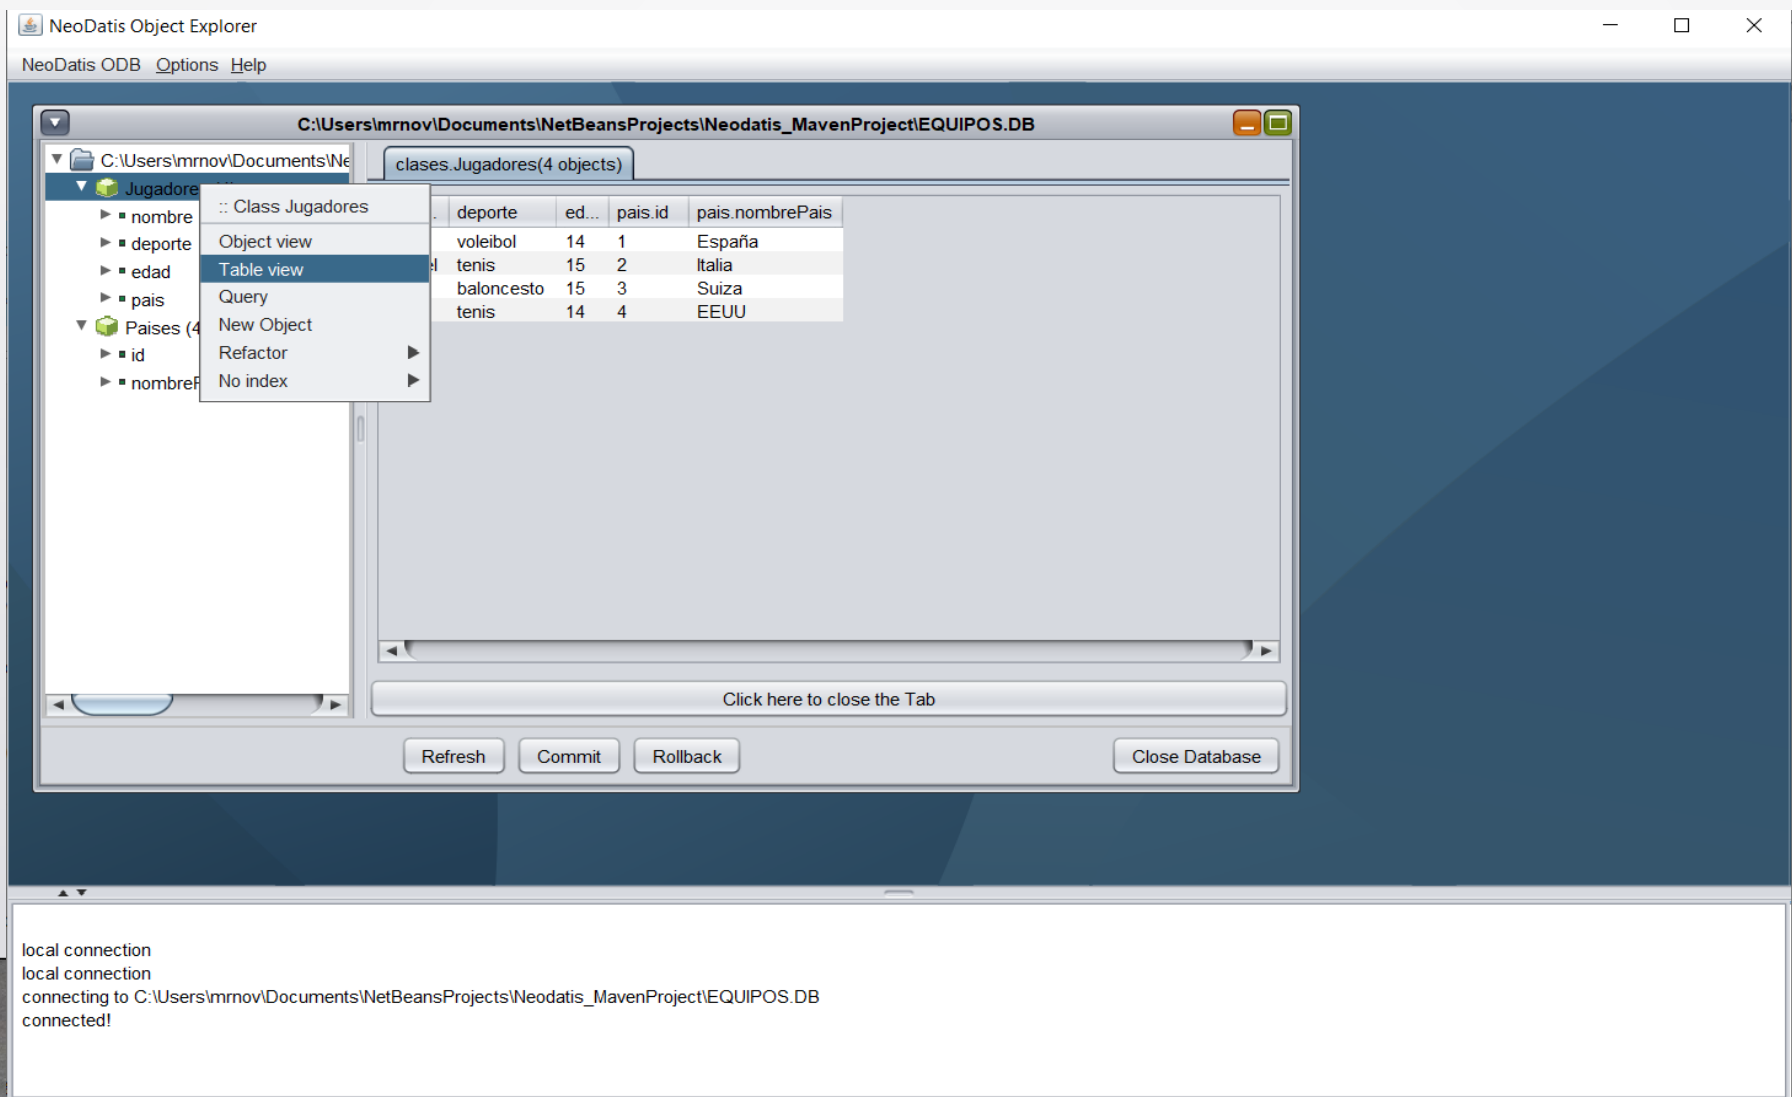 NeoDatis Object Explorer
NeoDatis ODB Options Help
C:\Users\mrnov\Documents\NetBeansProjects\Neodatis_MavenProject\EQUIPOS.DB
C:\Users\mrnov\Documents\Ne
Jugadore
nombre
deporte
edad
pais
Paises (4
id
nombreP
:: Class Jugadores
Object view
Table view
Query
New Object
Refactor
No index
clases.Jugadores(4 objects)
. deporte ed... pais.id pais.nombrePais
voleibol 14 1 España
tenis 15 2 Italia
baloncesto 15 3 Suiza
tenis 14 4 EEUU
Click here to close the Tab
Refresh Commit Rollback Close Database
local connection
local connection
connecting to C:\Users\mrnov\Documents\NetBeansProjects\Neodatis_MavenProject\EQUIPOS.DB
connected!